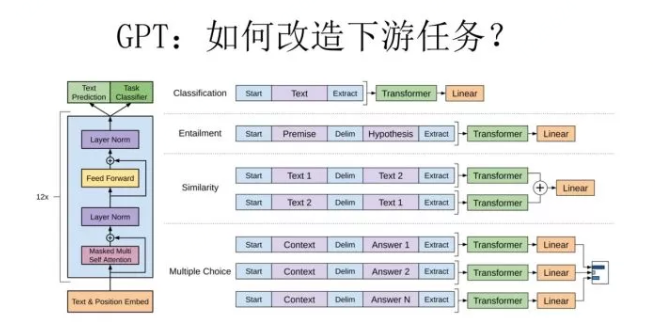 GPT：如何改造下游任务？
Text Prediction
Task Classifier
Layer Norm
Feed Forward
12x
Layer Norm
Masked Multi Self Attention
Text & Position Embed
Classification Start Text Extract Transformer Linear
Entailment Start Premise Delim Hypothesis Extract Transformer Linear
Similarity
Start Text 1 Delim Text 2 Extract Transformer
+ Linear
Start Text 2 Delim Text 1 Extract Transformer
Multiple Choice
Start Context Delim Answer 1 Extract Transformer Linear
Start Context Delim Answer 2 Extract Transformer Linear
Start Context Delim Answer N Extract Transformer Linear